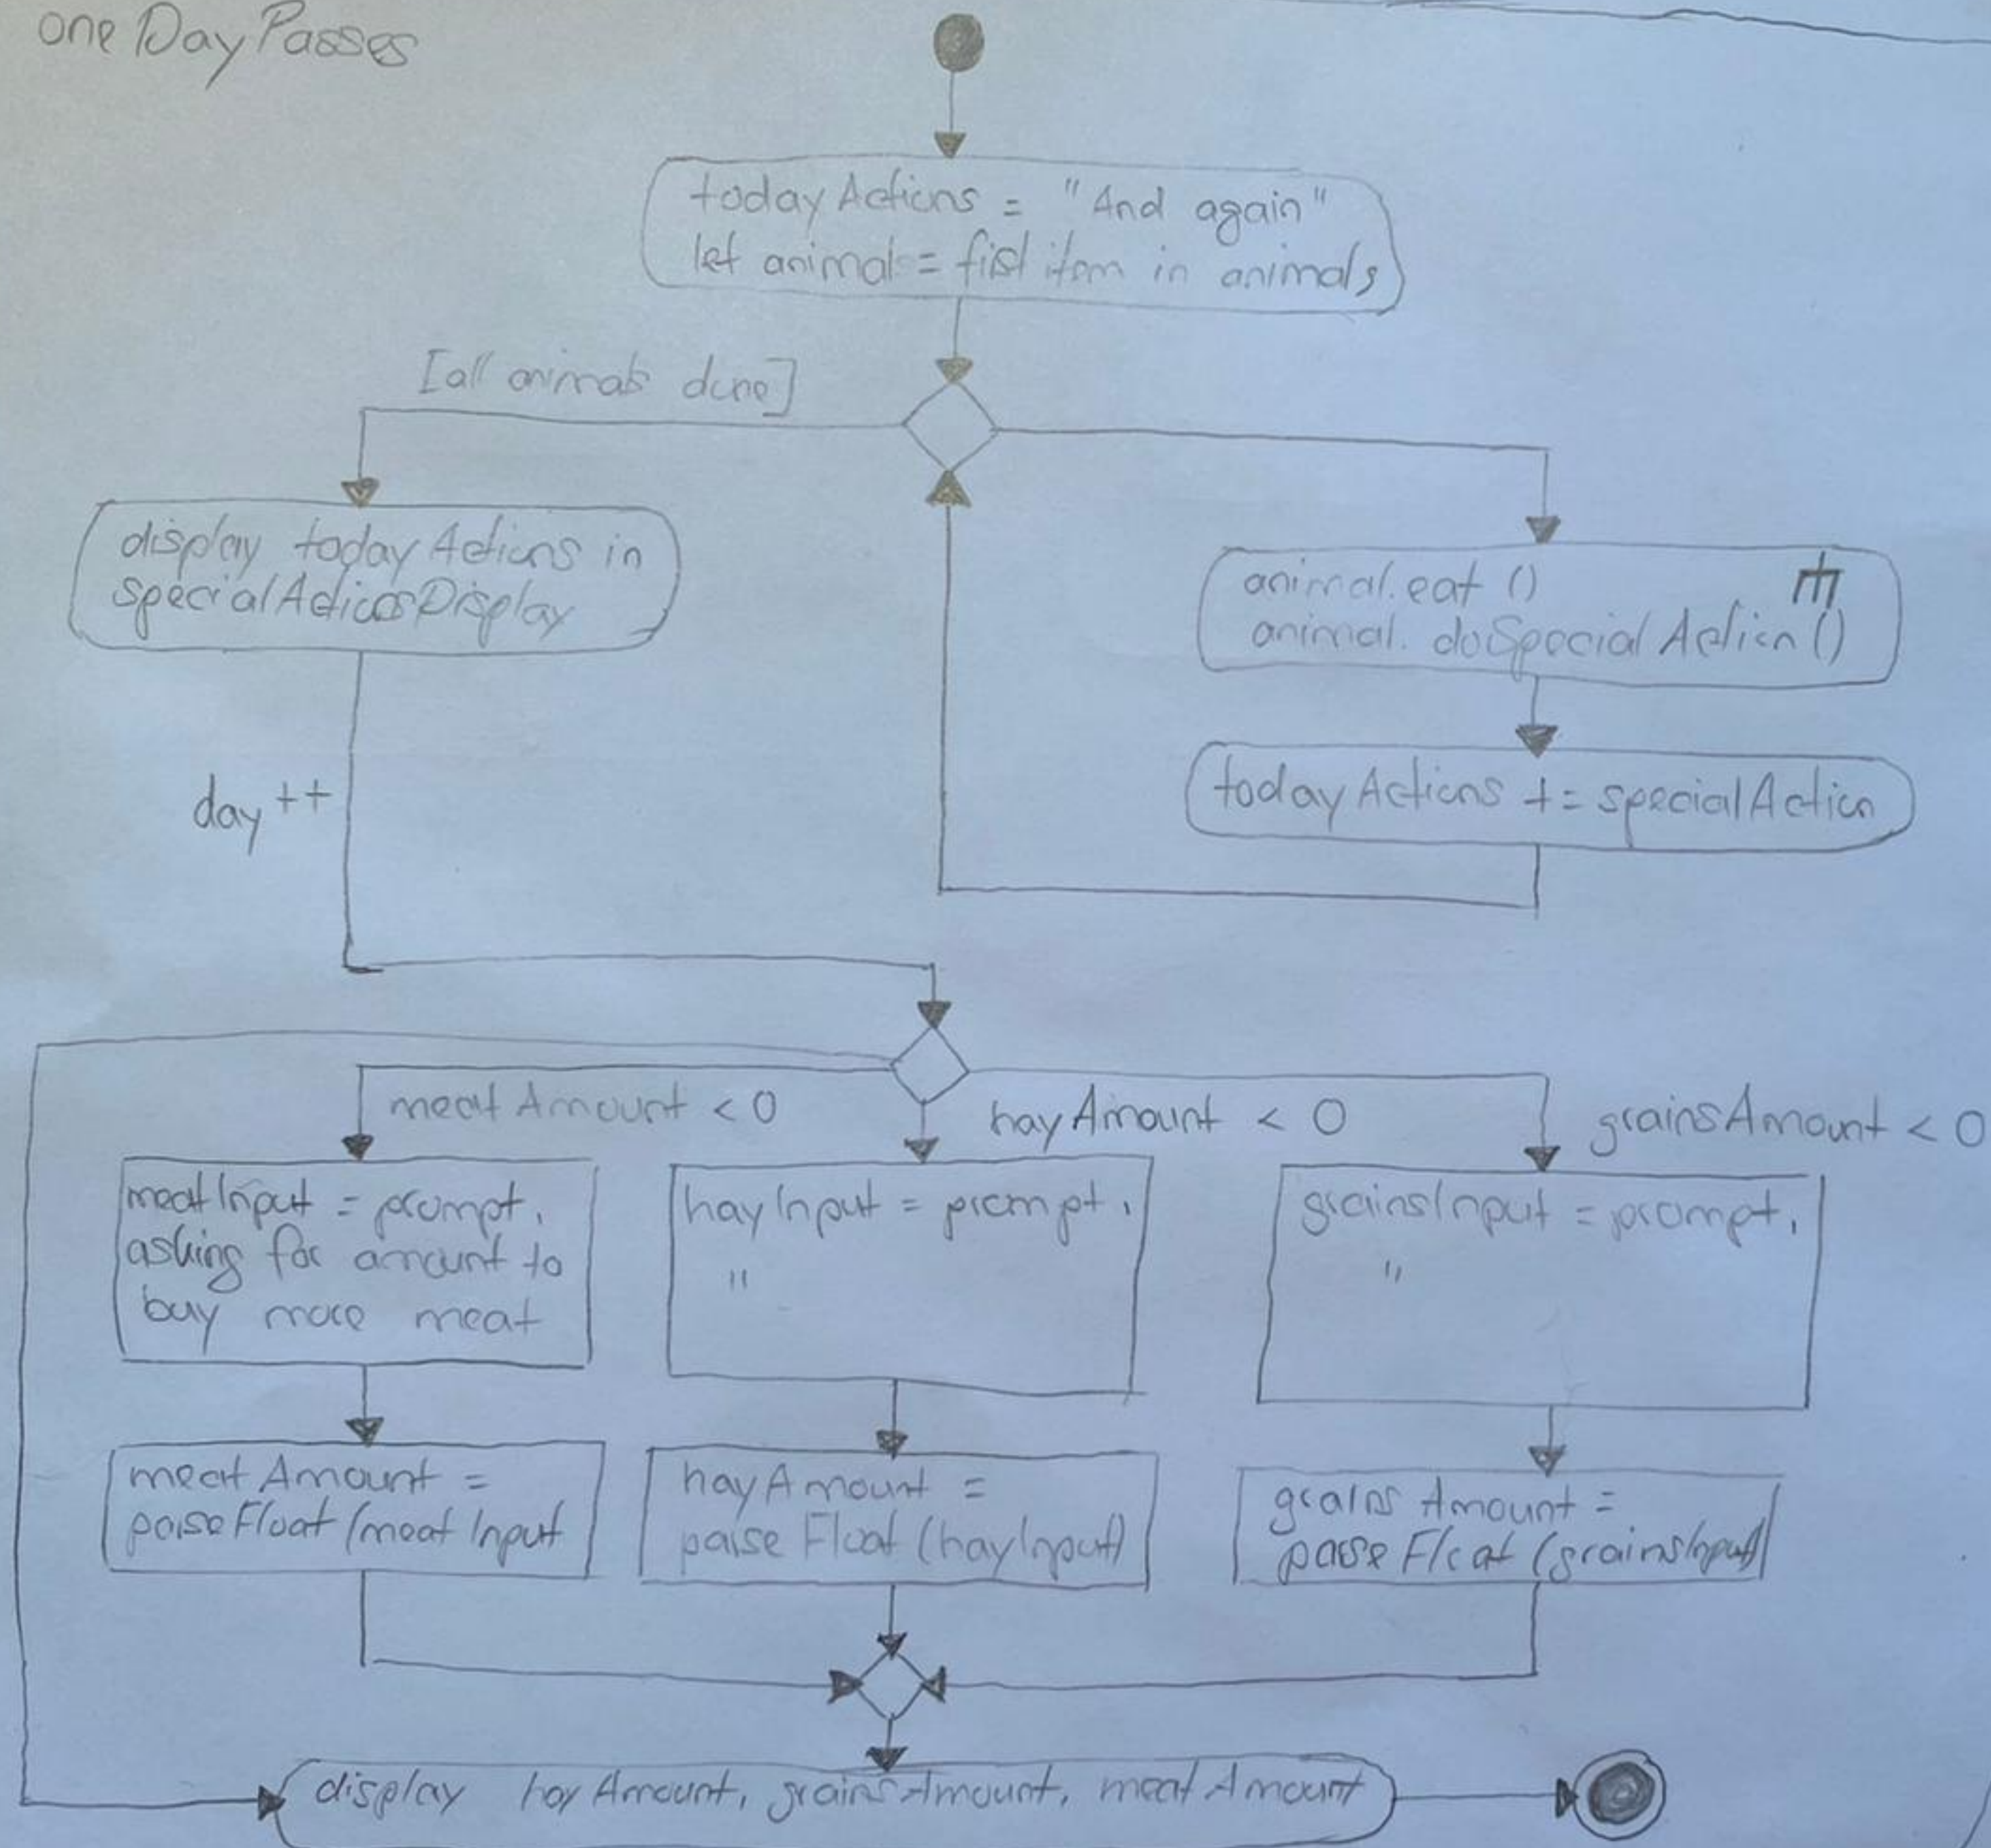 one Day Passes
todayActions = "And again"
let animal = fist item in animals
[all animals done]
display todayActions in
specialActionsDisplay
animal.eat ()
animal. doSpecialAction ()
todayActions += specialAction
day ++
meatAmount < 0
hayAmount < 0
grainsAmount < 0
meatInput = prompt,
asking for amount to
buy more meat
hayInput = prompt,
"
grainsInput = prompt,
"
meatAmount =
parseFloat (meatInput
hayAmount =
parseFloat (hayInput)
grainsAmount =
parseFloat (grainsInput)
display hayAmount, grainsAmount, meatAmount